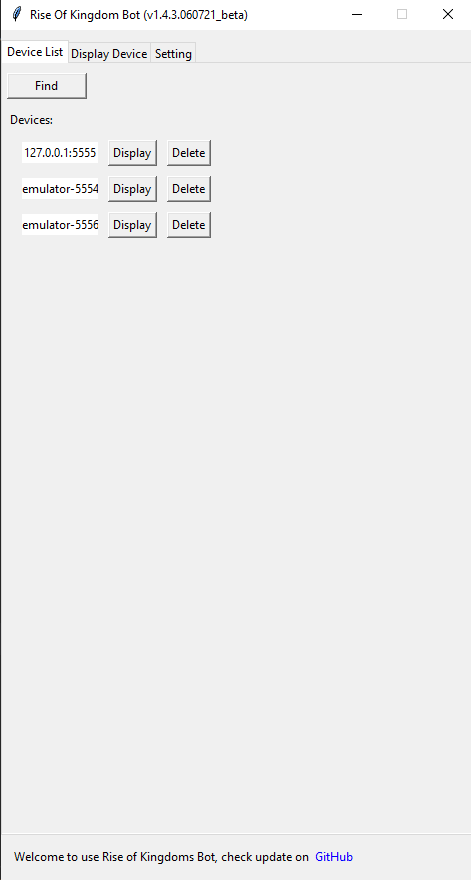 Rise Of Kingdom Bot (v1.4.3.060721_beta)
Device List Display Device Setting
Find
Devices:
127.0.0.1:5555 Display Delete
emulator-5554 Display Delete
emulator-5556 Display Delete
Welcome to use Rise of Kingdoms Bot, check update on GitHub